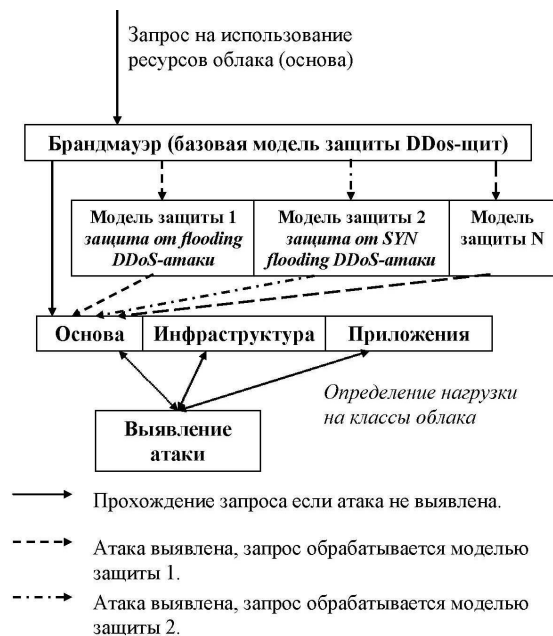 Запрос на использование
ресурсов облака (основа)
Брандмауэр (базовая модель защиты DDos-щит)
Модель защиты 1
защита от flooding
DDoS-атаки
Модель защиты 2
защита от SYN
flooding DDoS-атаки
Модель
защиты N
Основа
Инфраструктура
Приложения
Определение нагрузки
на классы облака
Выявление
атаки
Прохождение запроса если атака не выявлена.
Атака выявлена, запрос обрабатывается моделью
защиты 1.
Атака выявлена, запрос обрабатывается моделью
защиты 2.